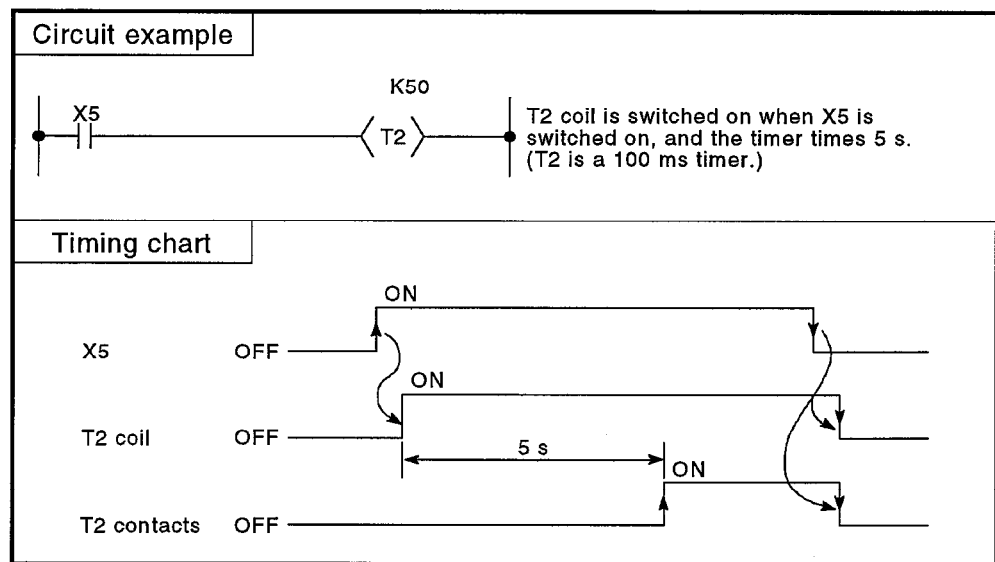 Circuit example
K50
X5
T2
T2 coil is switched on when X5 is
switched on, and the timer times 5 s.
(T2 is a 100 ms timer.)
Timing chart
ON
X5 OFF
ON
T2 coil OFF
5 s
ON
T2 contacts OFF